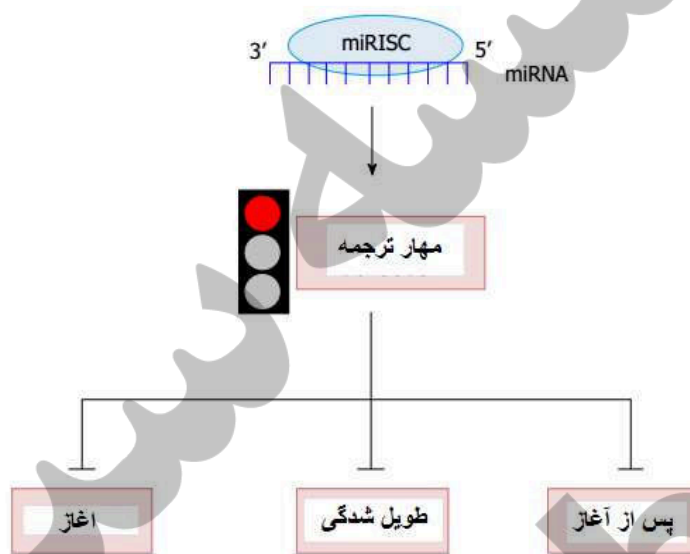 miRISC
3′ 5′
miRNA
مهار ترجمه
اغاز
طویل شدگی
پس از آغاز